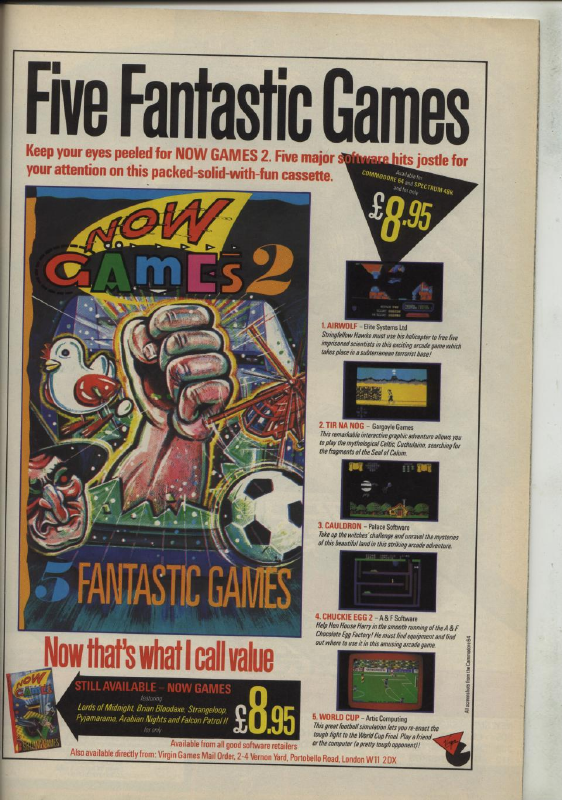 Five Fantastic Games
Keep your eyes peeled for NOW GAMES 2. Five major software hits jostle for
your attention on this packed-solid-with-fun cassette.
Available for
COMMODORE 64 and SPECTRUM 48K
and for only
£8.95
NOW
GAMES 2
5 FANTASTIC GAMES
1. AIRWOLF – Elite Systems Ltd
Stringfellow Hawke must use his helicopter to free five
imprisoned scientists in this exciting arcade game which
takes place in a subterranean terrorist base!
2. TIR NA NOG – Gargoyle Games
This remarkable interactive graphic adventure allows you
to play the mythological Celtic, Cuchulainn, searching for
the fragments of the Seal of Calum.
3. CAULDRON – Palace Software
Take up the witches' challenge and unravel the mysteries
of this beautiful land in this striking arcade adventure.
4. CHUCKIE EGG 2 – A & F Software
Help Hen House Harry in the smooth running of the A & F
Chocolate Egg Factory! He must find equipment and find
out where to use it in this amusing arcade game.
5. WORLD CUP – Artic Computing
This great football simulation lets you re-enact the
tough fight to the World Cup Final. Play a friend
or the computer (a pretty tough opponent)!
All screen shots from the Commodore 64
Now that's what I call value
NOW
GAMES
STILL AVAILABLE – NOW GAMES
featuring
Lords of Midnight, Brian Bloodaxe, Strangeloop,
Pyjamarama, Arabian Nights and Falcon Patrol II
for only
£8.95
Available from all good software retailers
Also available directly from: Virgin Games Mail Order, 2-4 Vernon Yard, Portobello Road, London W11 2DX